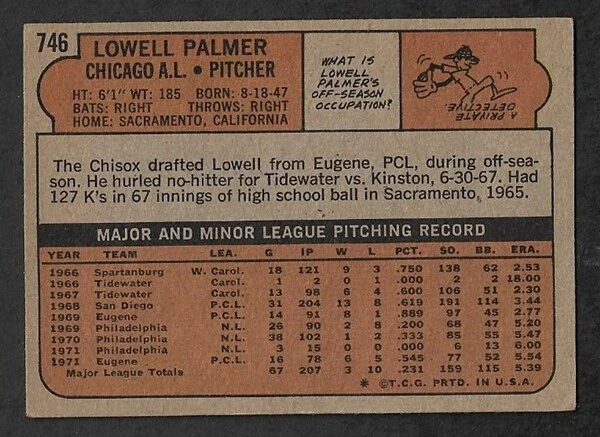 746
LOWELL PALMER
CHICAGO A.L. • PITCHER
HT: 6'1" WT: 185 BORN: 8-18-47
BATS: RIGHT THROWS: RIGHT
HOME: SACRAMENTO, CALIFORNIA
WHAT IS
LOWELL
PALMER'S
OFF-SEASON
OCCUPATION?
A PRIVATE
DETECTIVE.
The Chisox drafted Lowell from Eugene, PCL, during off-sea-
son. He hurled no-hitter for Tidewater vs. Kinston, 6-30-67. Had
127 K's in 67 innings of high school ball in Sacramento, 1965.
MAJOR AND MINOR LEAGUE PITCHING RECORD
YEAR TEAM LEA. G IP W L PCT. SO. BB. ERA.
1966 Spartanburg W. Carol. 18 121 9 3 .750 138 62 2.53
1966 Tidewater Carol. 1 2 0 1 .000 2 2 18.00
1967 Tidewater Carol. 13 98 6 4 .600 106 51 2.30
1968 San Diego P.C.L. 31 204 13 8 .619 191 114 3.44
1969 Eugene P.C.L. 14 91 8 1 .889 97 45 2.77
1969 Philadelphia N.L. 26 90 2 8 .200 68 47 5.20
1970 Philadelphia N.L. 38 102 1 2 .333 85 55 5.47
1971 Philadelphia N.L. 3 15 0 0 .000 6 13 6.00
1971 Eugene P.C.L. 16 78 6 5 .545 77 52 5.54
Major League Totals 67 207 3 10 .231 159 115 5.39
* ©T.C.G. PRTD. IN U.S.A.